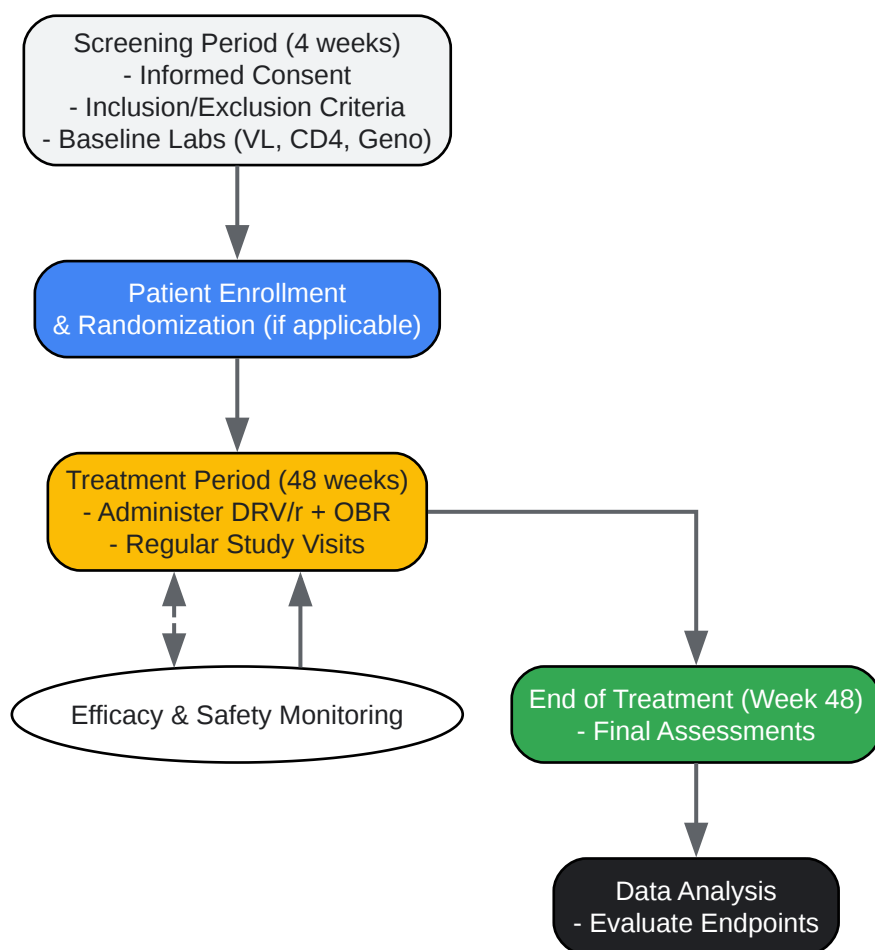 Screening Period (4 weeks)
- Informed Consent
- Inclusion/Exclusion Criteria
- Baseline Labs (VL, CD4, Geno)
Patient Enrollment
& Randomization (if applicable)
Treatment Period (48 weeks)
- Administer DRV/r + OBR
- Regular Study Visits
Efficacy & Safety Monitoring
End of Treatment (Week 48)
- Final Assessments
Data Analysis
- Evaluate Endpoints